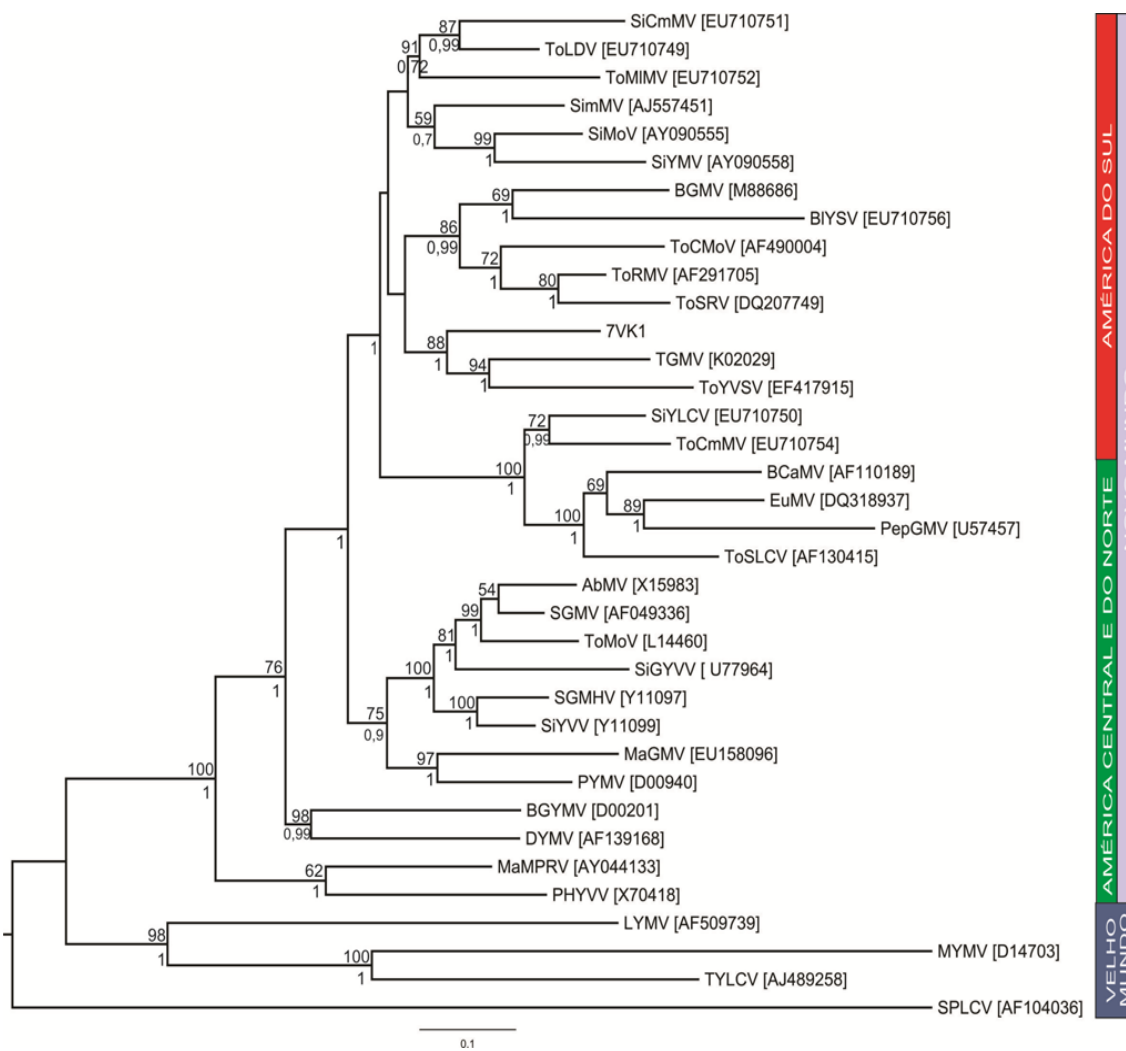 SiCmMV [EU710751]
87
0,99
ToLDV [EU710749]
91
0,72
ToMlMV [EU710752]
SimMV [AJ557451]
59
0,7
SiMoV [AY090555]
99
1
SiYMV [AY090558]
BGMV [M88686]
69
1
BlYSV [EU710756]
86
0,99
ToCMoV [AF490004]
72
1
ToRMV [AF291705]
80
1
ToSRV [DQ207749]
7VK1
88
1
TGMV [K02029]
94
1
ToYVSV [EF417915]
1
SiYLCV [EU710750]
72
0,99
ToCmMV [EU710754]
100
1
BCaMV [AF110189]
69
EuMV [DQ318937]
89
1
PepGMV [U57457]
100
1
ToSLCV [AF130415]
1
AbMV [X15983]
54
SGMV [AF049336]
99
1
ToMoV [L14460]
81
1
SiGYVV [ U77964]
100
1
SGMHV [Y11097]
100
1
SiYVV [Y11099]
75
0,9
MaGMV [EU158096]
97
1
PYMV [D00940]
76
1
BGYMV [D00201]
98
0,99
DYMV [AF139168]
100
1
MaMPRV [AY044133]
62
1
PHYVV [X70418]
LYMV [AF509739]
98
1
MYMV [D14703]
100
1
TYLCV [AJ489258]
SPLCV [AF104036]
0.1
AMÉRICA DO SUL
AMÉRICA CENTRAL E DO NORTE
VELHO
MUNDO